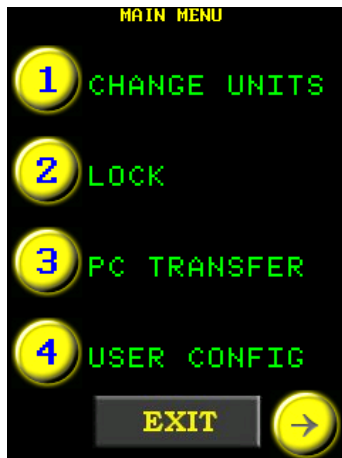 MAIN MENU
1 CHANGE UNITS
2 LOCK
3 PC TRANSFER
4 USER CONFIG
EXIT →